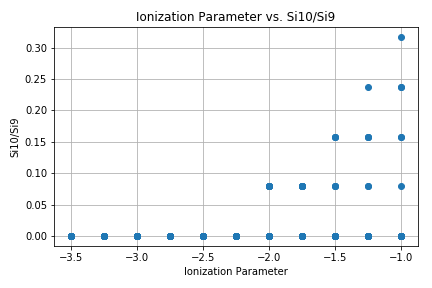 Ionization Parameter vs. Si10/Si9
Si10/Si9
0.30
0.25
0.20
0.15
0.10
0.05
0.00
−3.5 −3.0 −2.5 −2.0 −1.5 −1.0
Ionization Parameter